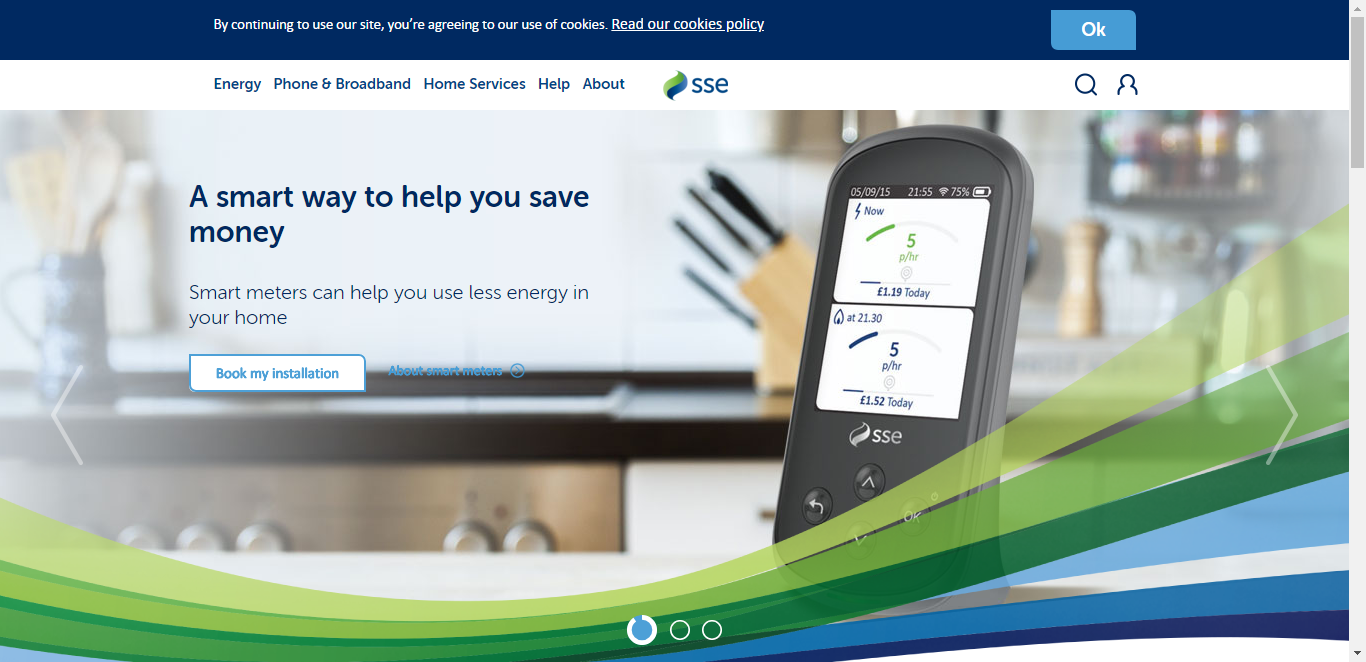 By continuing to use our site, you’re agreeing to our use of cookies. Read our cookies policy
Ok
Energy Phone & Broadband Home Services Help About
sse
A smart way to help you save
money
Smart meters can help you use less energy in
your home
Book my installation
About smart meters
05/09/15 21:55 75%
Now
5
p/hr
£1.19 Today
at 21.30
5
p/hr
£1.52 Today
sse
OK